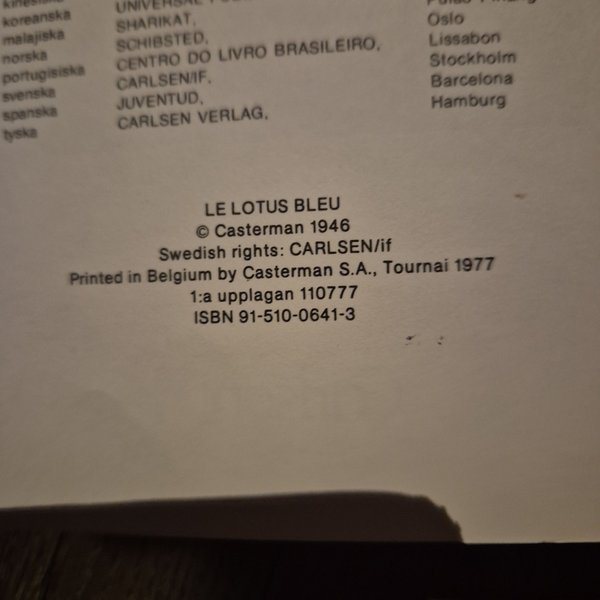 koreanska
malajiska SHARIKAT,
norska SCHIBSTED, Oslo
portugisiska CENTRO DO LIVRO BRASILEIRO, Lissabon
svenska CARLSEN/IF, Stockholm
spanska JUVENTUD, Barcelona
tyska CARLSEN VERLAG, Hamburg
LE LOTUS BLEU
© Casterman 1946
Swedish rights: CARLSEN/if
Printed in Belgium by Casterman S.A., Tournai 1977
1:a upplagan 110777
ISBN 91-510-0641-3